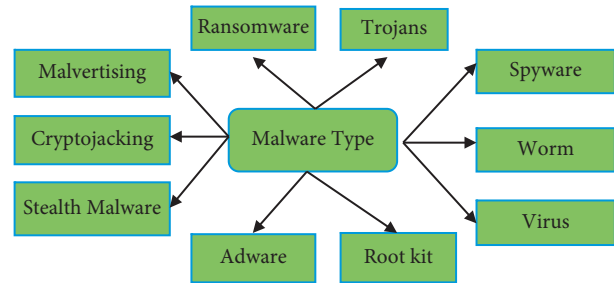 Ransomware
Trojans
Malvertising
Spyware
Cryptojacking
Malware Type
Worm
Stealth Malware
Virus
Adware
Root kit